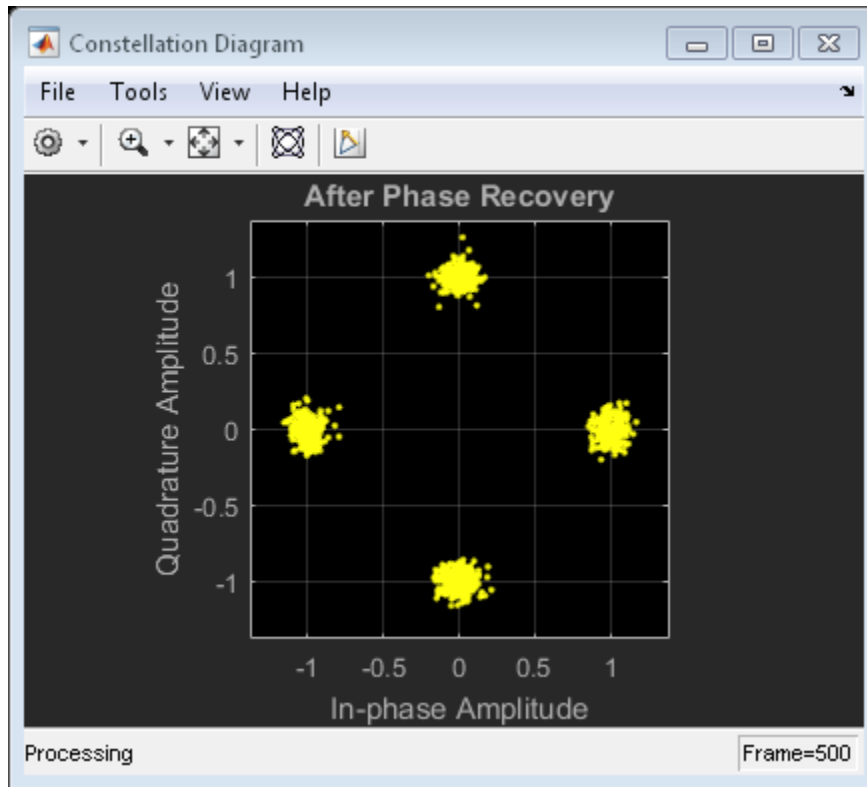 Constellation Diagram
File Tools View Help
After Phase Recovery
Quadrature Amplitude
1
0.5
0
-0.5
-1
-1 -0.5 0 0.5 1
In-phase Amplitude
Processing Frame=500